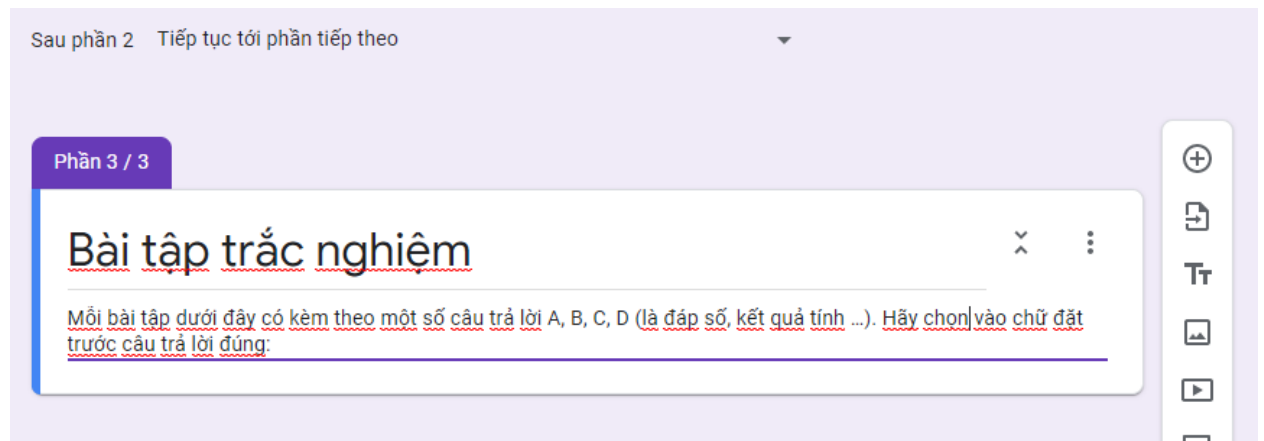 Sau phần 2 Tiếp tục tới phần tiếp theo
Phần 3 / 3
Bài tập trắc nghiệm
Mỗi bài tập dưới đây có kèm theo một số câu trả lời A, B, C, D (là đáp số, kết quả tính ...). Hãy chọn vào chữ đặt
trước câu trả lời đúng:
Tт